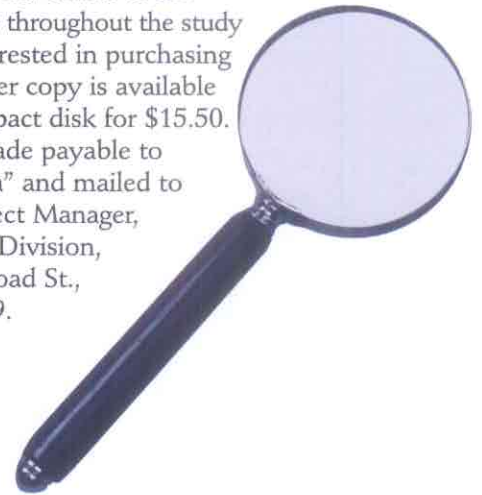 throughout the study
rested in purchasing
er copy is available
pact disk for $15.50.
ade payable to
” and mailed to
ect Manager,
Division,
oad St.,
9.